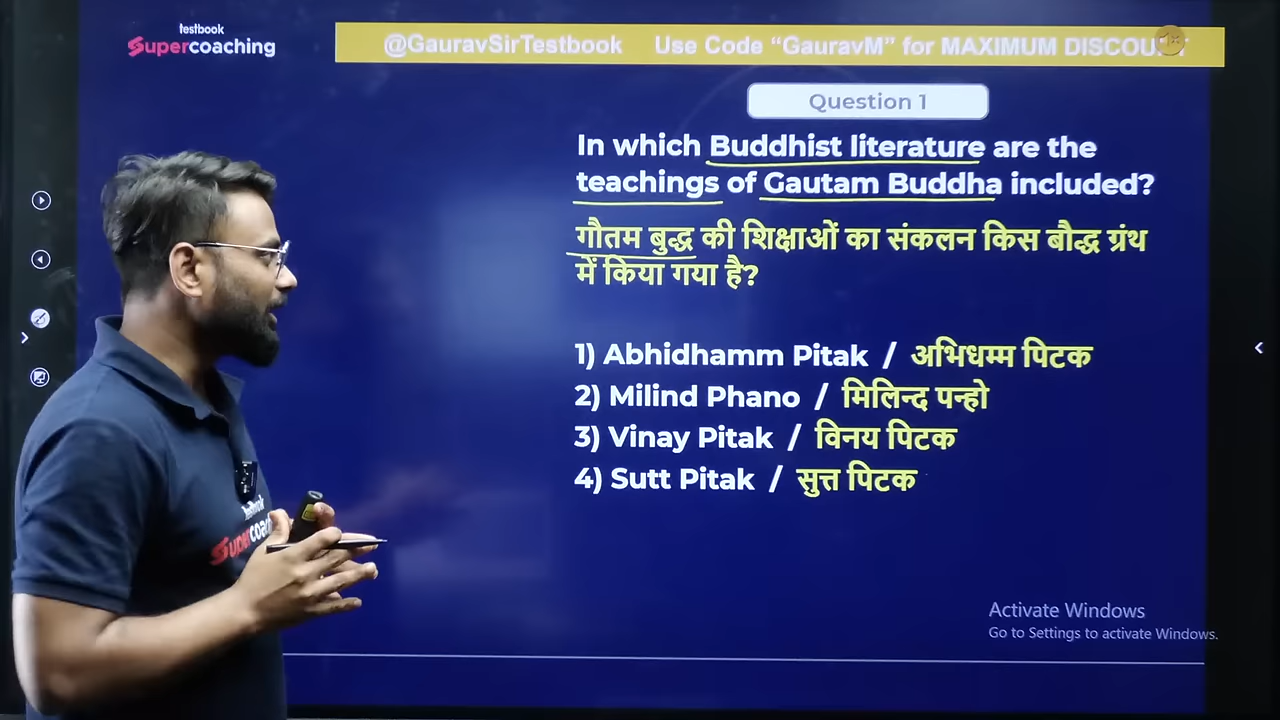 testbook
Supercoaching
@GauravSirTestbook Use Code “GauravM” for MAXIMUM
Question 1
In which Buddhist literature are the
teachings of Gautam Buddha included?
गौतम बुद्ध की शिक्षाओं का संकलन किस बौद्ध ग्रंथ
में किया गया है?
1) Abhidhamm Pitak / अभिधम्म पिटक
2) Milind Phano / मिलिन्द पन्हो
3) Vinay Pitak / विनय पिटक
4) Sutt Pitak / सुत्त पिटक
testbook
Activate Windows
Go to Settings to activate Windows.